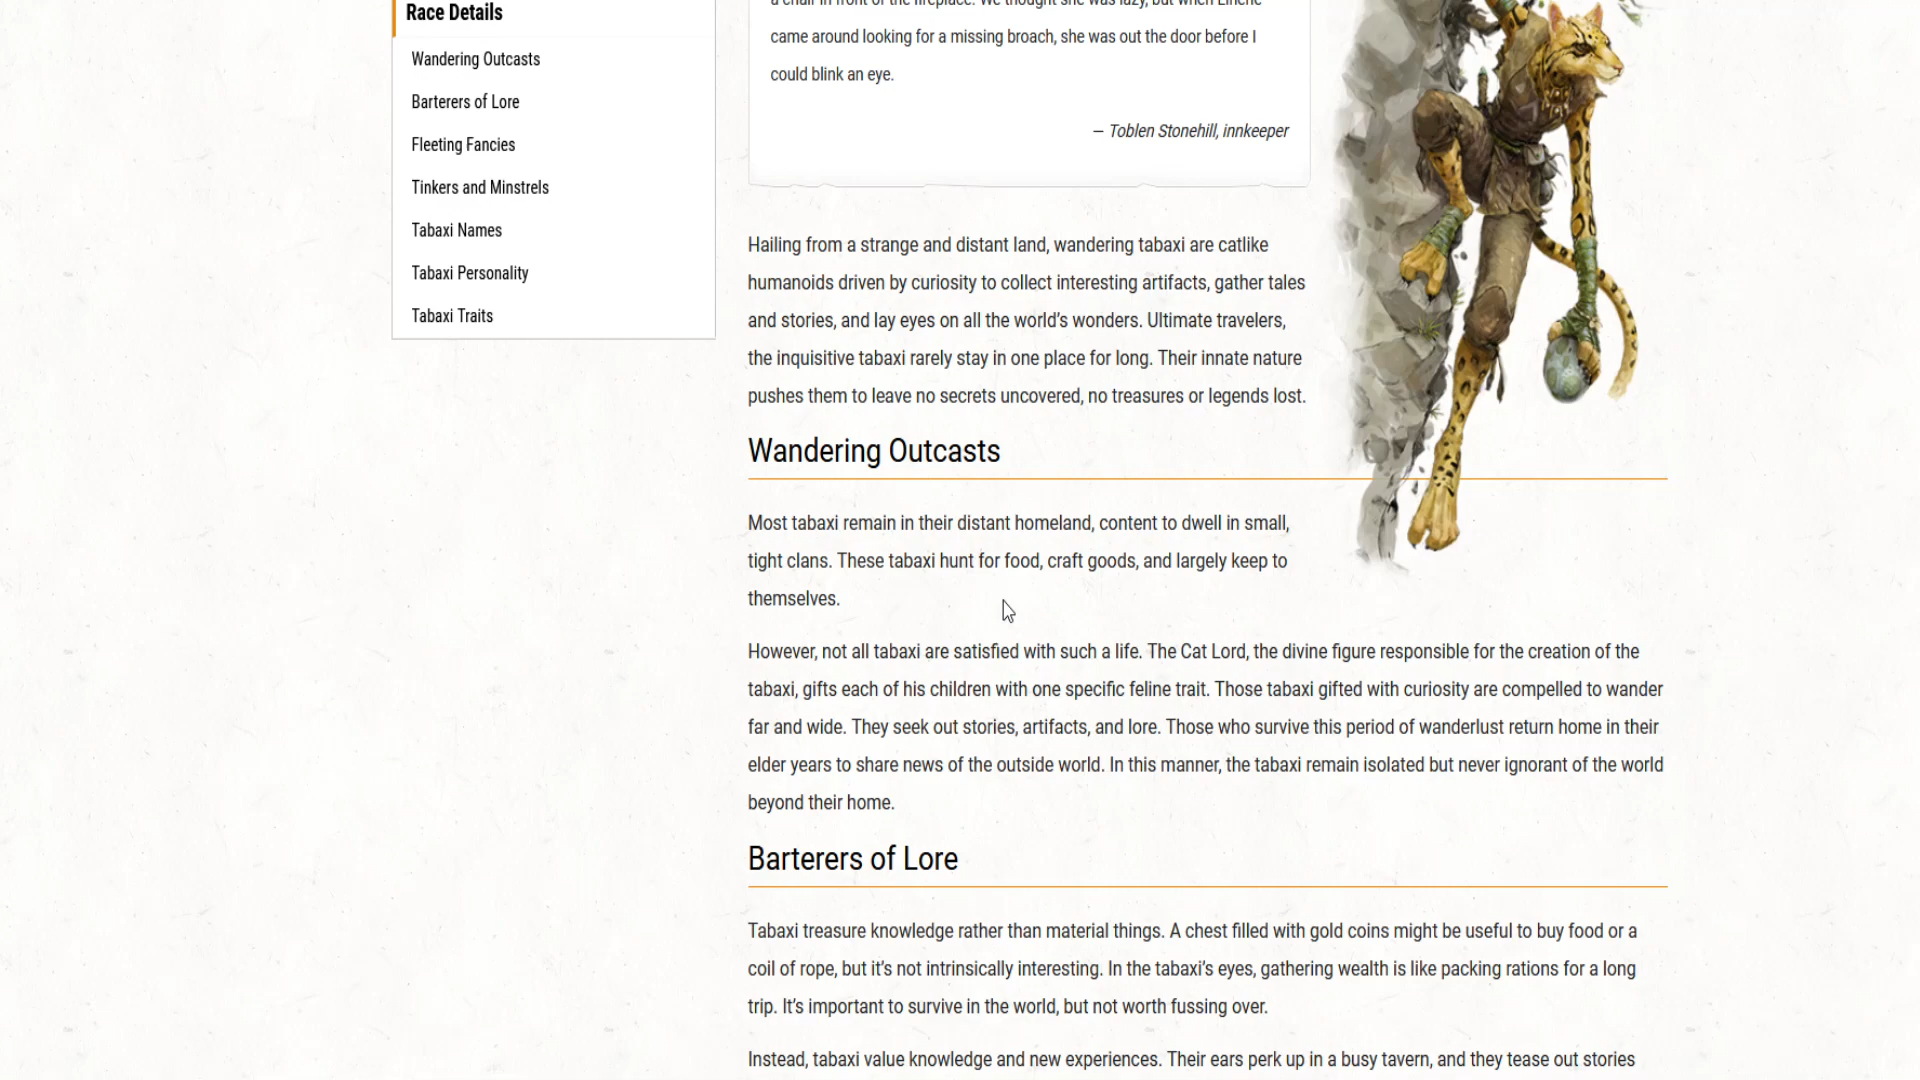 Race Details
Wandering Outcasts
Barterers of Lore
Fleeting Fancies
Tinkers and Minstrels
Tabaxi Names
Tabaxi Personality
Tabaxi Traits
a chair in front of the fireplace. We thought she was lazy, but when Linene
came around looking for a missing broach, she was out the door before I
could blink an eye.
— Toblen Stonehill, innkeeper
Hailing from a strange and distant land, wandering tabaxi are catlike
humanoids driven by curiosity to collect interesting artifacts, gather tales
and stories, and lay eyes on all the world’s wonders. Ultimate travelers,
the inquisitive tabaxi rarely stay in one place for long. Their innate nature
pushes them to leave no secrets uncovered, no treasures or legends lost.
Wandering Outcasts
Most tabaxi remain in their distant homeland, content to dwell in small,
tight clans. These tabaxi hunt for food, craft goods, and largely keep to
themselves.
However, not all tabaxi are satisfied with such a life. The Cat Lord, the divine figure responsible for the creation of the
tabaxi, gifts each of his children with one specific feline trait. Those tabaxi gifted with curiosity are compelled to wander
far and wide. They seek out stories, artifacts, and lore. Those who survive this period of wanderlust return home in their
elder years to share news of the outside world. In this manner, the tabaxi remain isolated but never ignorant of the world
beyond their home.
Barterers of Lore
Tabaxi treasure knowledge rather than material things. A chest filled with gold coins might be useful to buy food or a
coil of rope, but it’s not intrinsically interesting. In the tabaxi’s eyes, gathering wealth is like packing rations for a long
trip. It’s important to survive in the world, but not worth fussing over.
Instead, tabaxi value knowledge and new experiences. Their ears perk up in a busy tavern, and they tease out stories